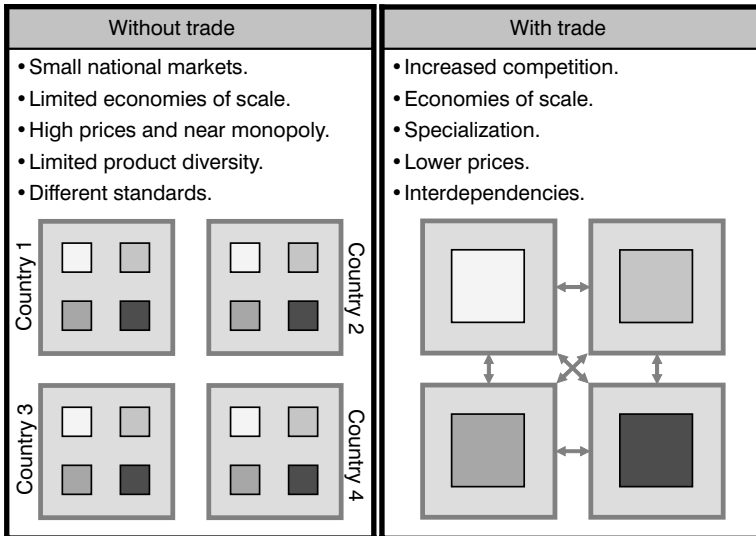 Without trade
• Small national markets.
• Limited economies of scale.
• High prices and near monopoly.
• Limited product diversity.
• Different standards.
Country 1
Country 2
Country 3
Country 4
With trade
• Increased competition.
• Economies of scale.
• Specialization.
• Lower prices.
• Interdependencies.